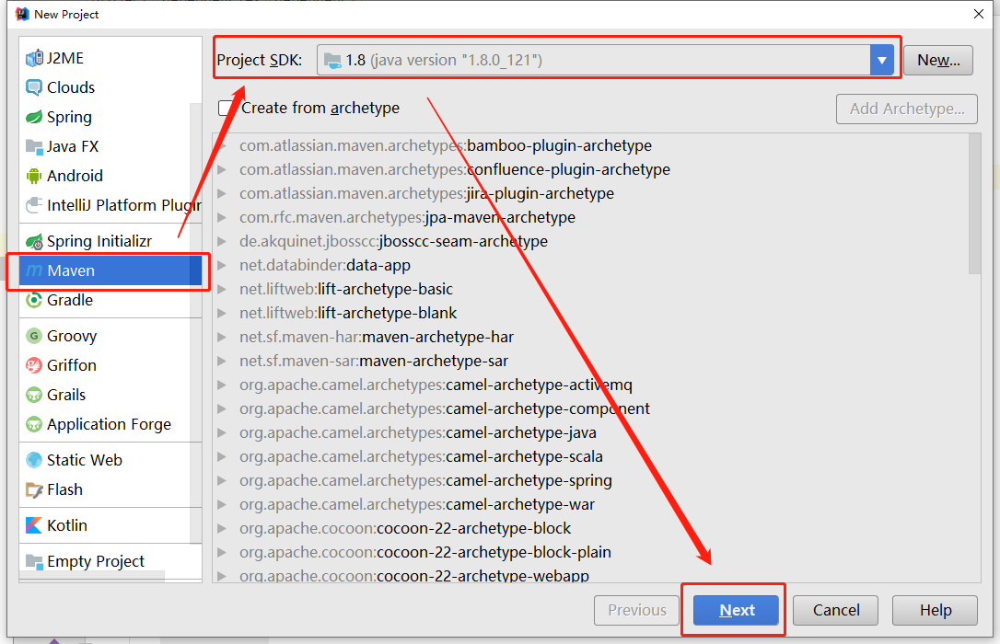 New Project
J2ME
Clouds
Spring
Java FX
Android
IntelliJ Platform Plugin
Spring Initializr
Maven
Gradle
Groovy
Griffon
Grails
Application Forge
Static Web
Flash
Kotlin
Empty Project
Project SDK: 1.8 (java version "1.8.0_121") New...
Create from archetype Add Archetype...
com.atlassian.maven.archetypes:bamboo-plugin-archetype
com.atlassian.maven.archetypes:confluence-plugin-archetype
com.atlassian.maven.archetypes:jira-plugin-archetype
com.rfc.maven.archetypes:jpa-maven-archetype
de.akquinet.jbosscc:jbosscc-seam-archetype
net.databinder:data-app
net.liftweb:lift-archetype-basic
net.liftweb:lift-archetype-blank
net.sf.maven-har:maven-archetype-har
net.sf.maven-sar:maven-archetype-sar
org.apache.camel.archetypes:camel-archetype-activemq
org.apache.camel.archetypes:camel-archetype-component
org.apache.camel.archetypes:camel-archetype-java
org.apache.camel.archetypes:camel-archetype-scala
org.apache.camel.archetypes:camel-archetype-spring
org.apache.camel.archetypes:camel-archetype-war
org.apache.cocoon:cocoon-22-archetype-block
org.apache.cocoon:cocoon-22-archetype-block-plain
org.apache.cocoon:cocoon-22-archetype-webapp
Previous Next Cancel Help